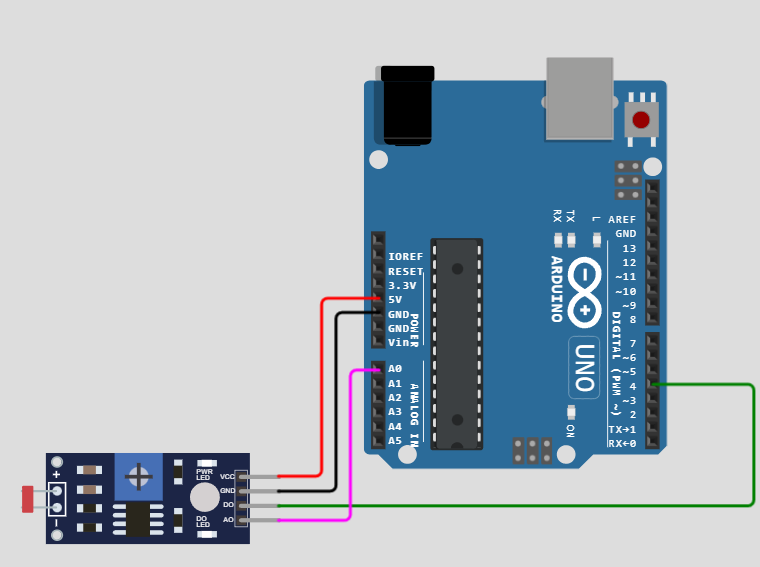 RX
TX
L
AREF
GND
13
12
~11
~10
~9
8
7
~6
~5
4
~3
2
TX→1
RX←0
DIGITAL (PWM ~)
ARDUINO
UNO
ON
IOREF
RESET
3.3V
5V
GND
GND
Vin
POWER
A0
A1
A2
A3
A4
A5
ANALOG IN
+
−
PWR
LED
DO
LED
VCC
GND
DO
AO